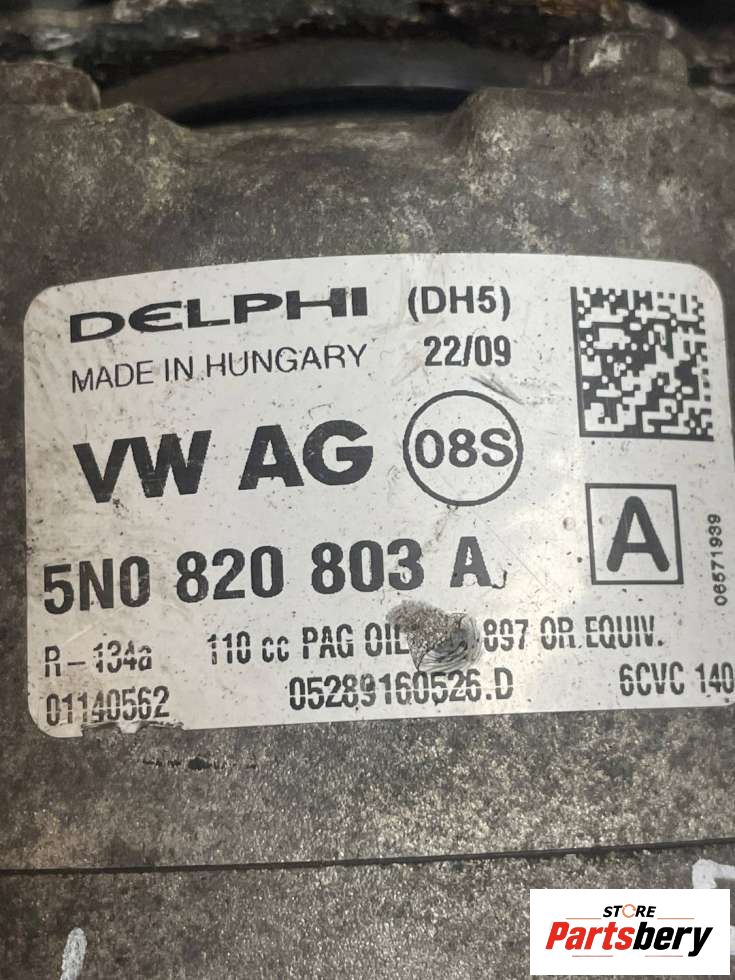 DELPHI (DH5)
MADE IN HUNGARY 22/09
VW AG 08S
5N0 820 803 A
A
06571939
R-134a 110 cc PAG OIL 897 OR EQUIV.
01140562 05289160526.D 6CVC 140
STORE
Partsbery